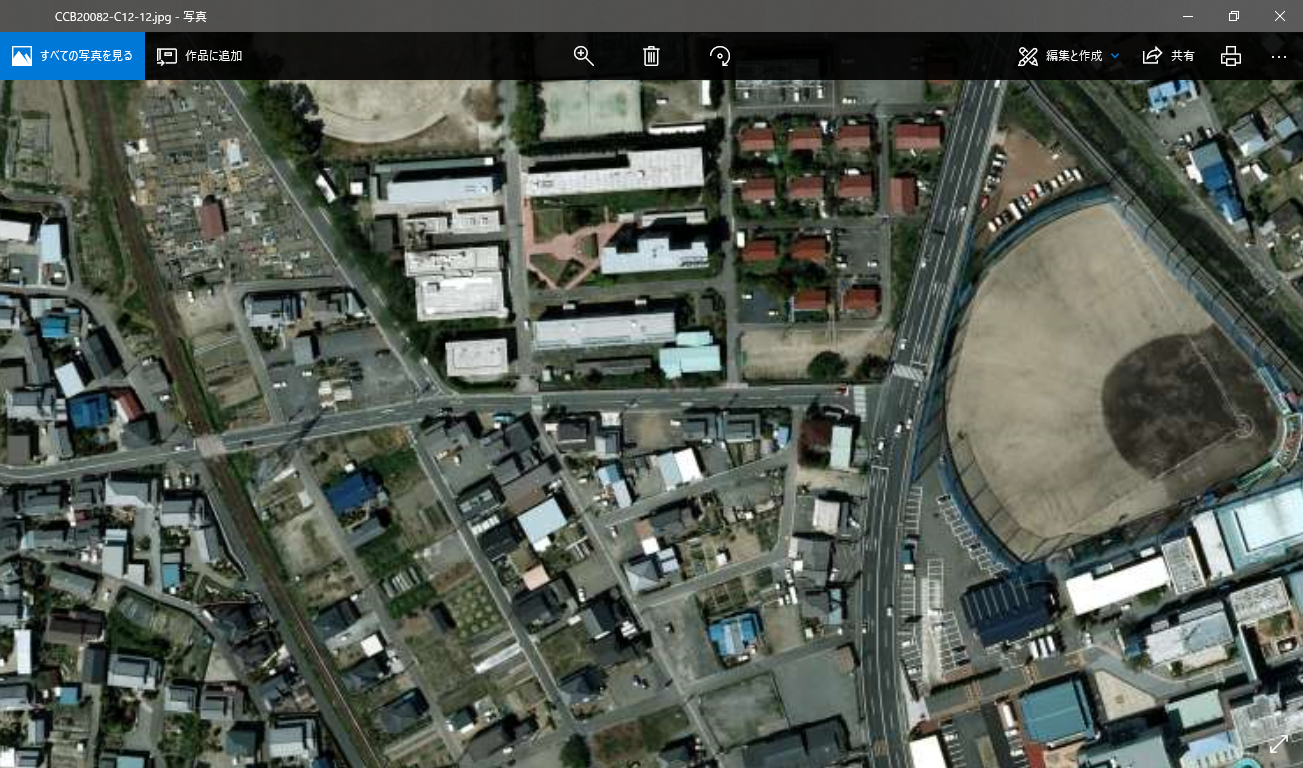 CCB20082-C12-12.jpg - 写真
すべての写真を見る
作品に追加
編集と作成
共有